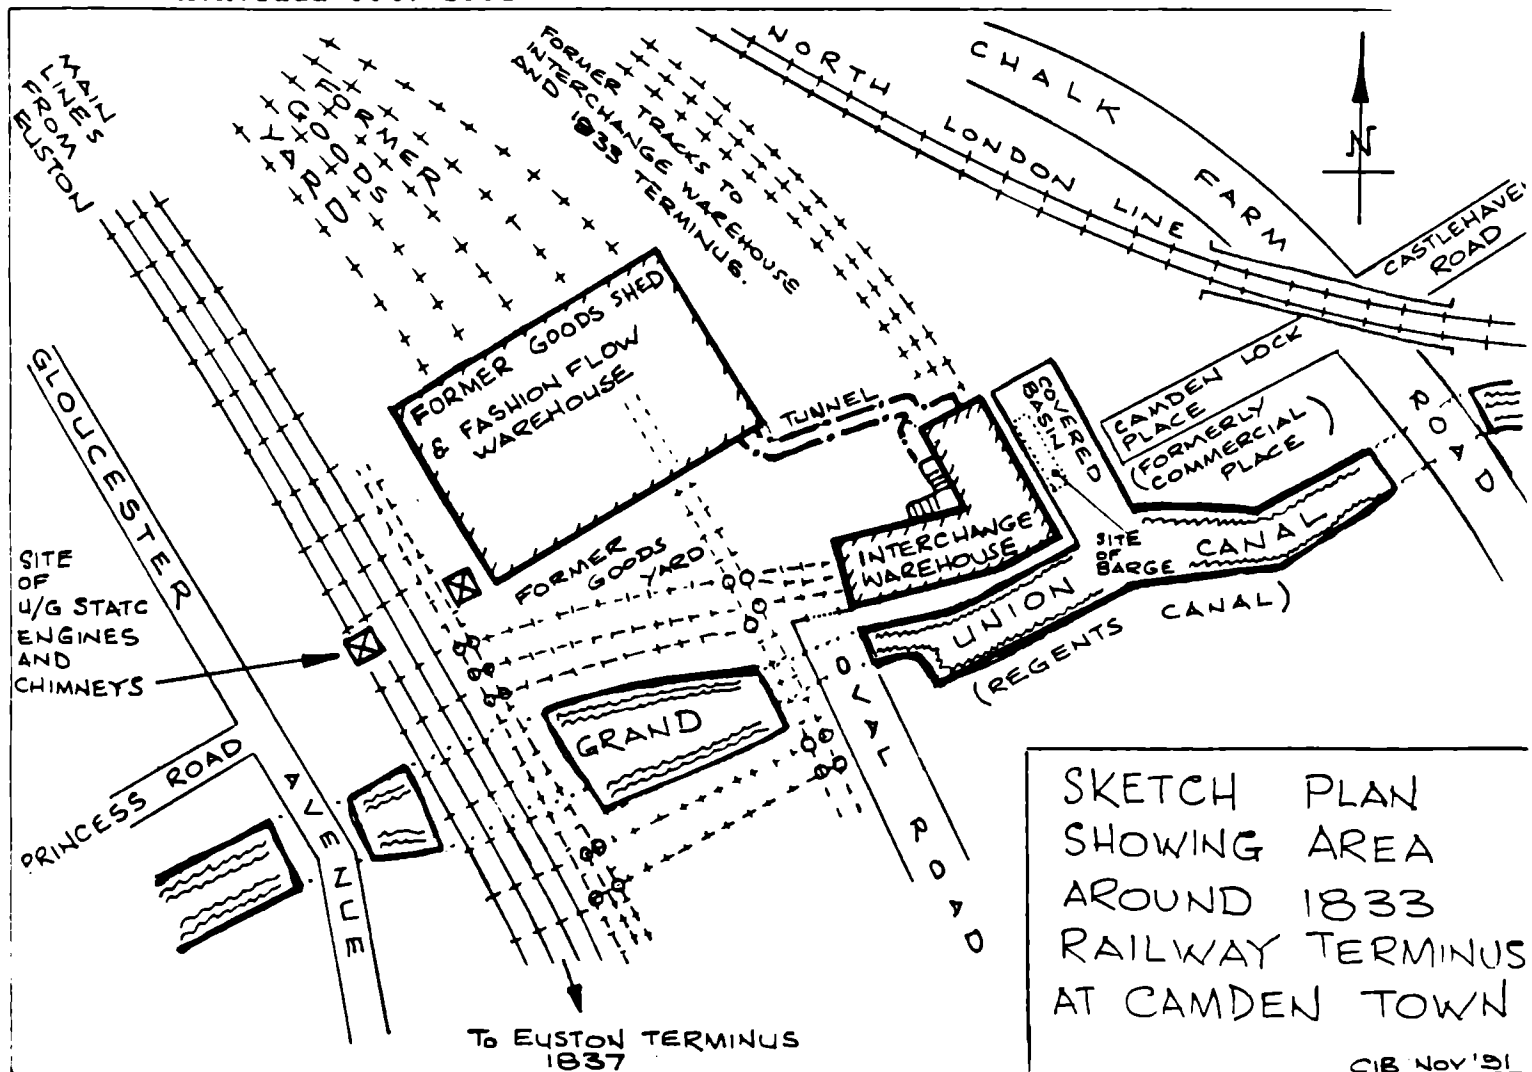 MAIN
LINES
FROM
EUSTON
FORMER
GOODS
YARD
FORMER TRACKS TO
INTERCHANGE WAREHOUSE
AND 1833 TERMINUS.
NORTH LONDON LINE
CHALK FARM ROAD
N
CASTLEHAVEN
ROAD
GLOUCESTER AVENUE
FORMER GOODS SHED
& FASHION FLOW
WAREHOUSE
TUNNEL
COVERED
BASIN
CAMDEN LOCK
PLACE
(FORMERLY
COMMERCIAL
PLACE)
SITE
OF
U/G STATC
ENGINES
AND
CHIMNEYS
FORMER
GOODS
YARD
INTERCHANGE
WAREHOUSE
SITE
OF
BARGE
GRAND UNION CANAL
(REGENTS CANAL)
OVAL ROAD
PRINCESS ROAD
To EUSTON TERMINUS
1837
SKETCH PLAN
SHOWING AREA
AROUND 1833
RAILWAY TERMINUS
AT CAMDEN TOWN
CIB NOV '91